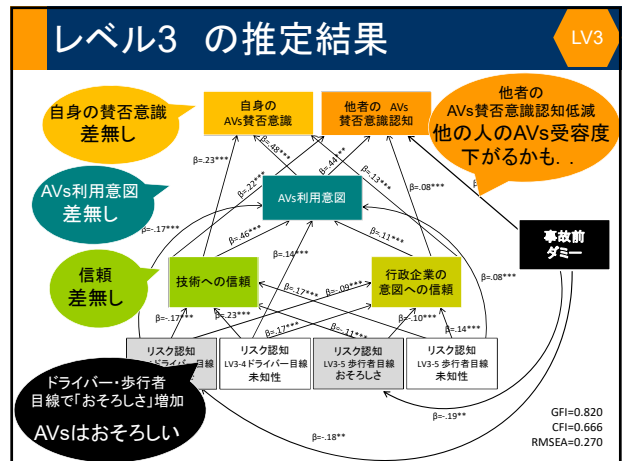 レベル3 の推定結果
LV3
自身の賛否意識
差無し
自身の
AVs賛否意識
他者の AVs
賛否意識認知
他者の
AVs賛否意識認知低減
他の人のAVs受容度
下がるかも. .
β=.23***
β=.48***
β=.22***
β=.44***
β=.13***
β=.08***
β
AVs利用意図
差無し
AVs利用意図
β=-.17***
β=.46***
β=.14***
β=.11***
事故前
ダミー
信頼
差無し
技術への信頼
行政企業の
意図への信頼
β=-.09***
β=.08***
β=-.17***
β=.17***
β=.23***
β=.17***
β=-.11***
β=-.10***
β=.14***
リスク認知
ドライバー目線
リスク認知
LV3-4ドライバー目線
未知性
リスク認知
LV3-5 歩行者目線
おそろしさ
リスク認知
LV3-5 歩行者目線
未知性
ドライバー・歩行者
目線で「おそろしさ」増加
AVsはおそろしい
β=-.19**
β=-.18**
GFI=0.820
CFI=0.666
RMSEA=0.270